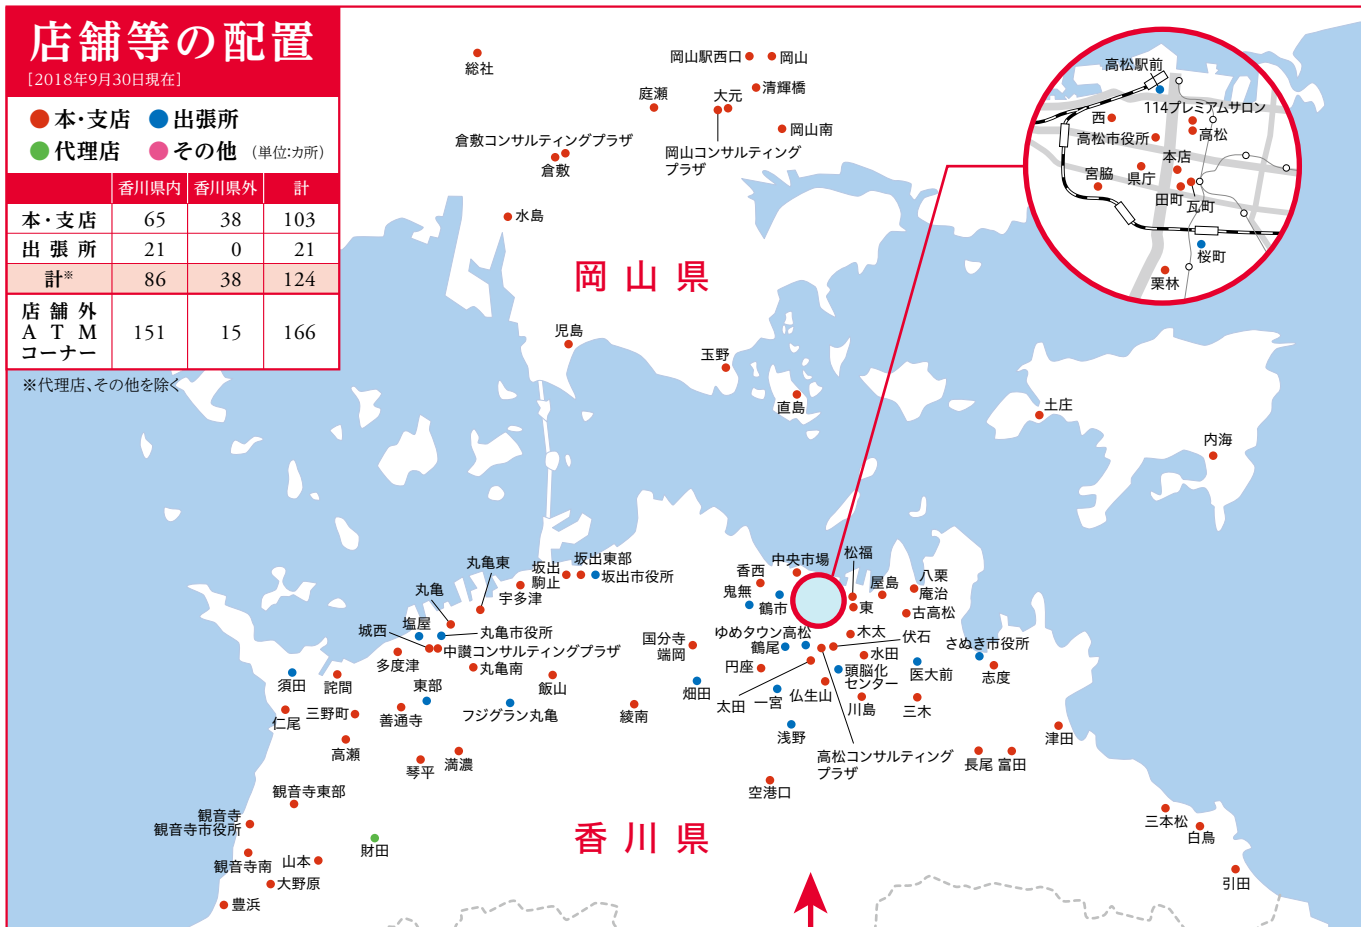 店舗等の配置
[2018年9月30日現在]
本・支店 出張所
代理店 その他 (単位:カ所)
香川県内 香川県外 計
本・支店 65 38 103
出張所 21 0 21
計※ 86 38 124
店舗外
ATM
コーナー 151 15 166
※代理店、その他を除く
総社
岡山駅西口
岡山
清輝橋
庭瀬
大元
岡山南
倉敷コンサルティングプラザ
倉敷
岡山コンサルティング
プラザ
水島
岡山県
児島
玉野
直島
土庄
内海
高松駅前
114プレミアムサロン
西
高松
高松市役所
本店
宮脇
県庁
田町
瓦町
桜町
栗林
丸亀東
坂出
駒止
坂出東部
坂出市役所
丸亀
宇多津
城西
塩屋
丸亀市役所
中讃コンサルティングプラザ
多度津
丸亀南
須田
詫間
東部
飯山
仁尾
三野町
善通寺
フジグラン丸亀
高瀬
琴平
満濃
綾南
国分寺
端岡
畑田
中央市場
松福
香西
鬼無
鶴市
屋島
八栗
庵治
東
古高松
ゆめタウン高松
鶴尾
木太
伏石
さぬき市役所
円座
水田
頭脳化
センター
医大前
志度
太田
一宮
仏生山
川島
三木
浅野
高松コンサルティング
プラザ
津田
長尾
富田
空港口
観音寺東部
観音寺
観音寺市役所
財田
観音寺南
山本
大野原
豊浜
香川県
三本松
白鳥
引田